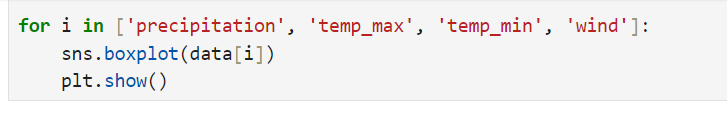 for i in ['precipitation', 'temp_max', 'temp_min', 'wind']:
    sns.boxplot(data[i])
    plt.show()